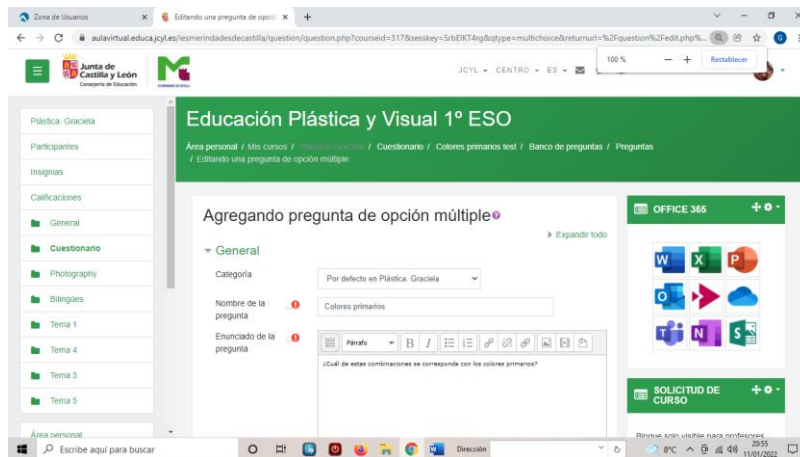 Zona de Usuarios
Editando una pregunta de opció
aulavirtual.educa.jcyl.es/iesmerindadesdecastilla/question/question.php?courseid=317&sesskey=SrbEIKT4rg&qtype=multichoice&returnurl=%2Fquestion%2Fedit.php%...
100 %
Restablecer
Junta de
Castilla y León
Consejería de Educación
JCYL CENTRO ES
Plástica Graciela
Participantes
Insignias
Calificaciones
General
Cuestionario
Photography
Bilingües
Tema 1
Tema 4
Tema 3
Tema 5
Área personal
Educación Plástica y Visual 1º ESO
Área personal / Mis cursos / Plástica Graciela / Cuestionario / Colores primarios test / Banco de preguntas / Preguntas
/ Editando una pregunta de opción múltiple
Agregando pregunta de opción múltiple
Expandir todo
General
Categoría
Por defecto en Plástica. Graciela
Nombre de la
pregunta
Colores primarios
Enunciado de la
pregunta
Párrafo
B I
¿Cuál de estas combinaciones se corresponde con los colores primarios?
OFFICE 365
SOLICITUD DE
CURSO
Bloque solo visible para profesores
Escribe aquí para buscar
Dirección
8°C
20:55
11/01/2022